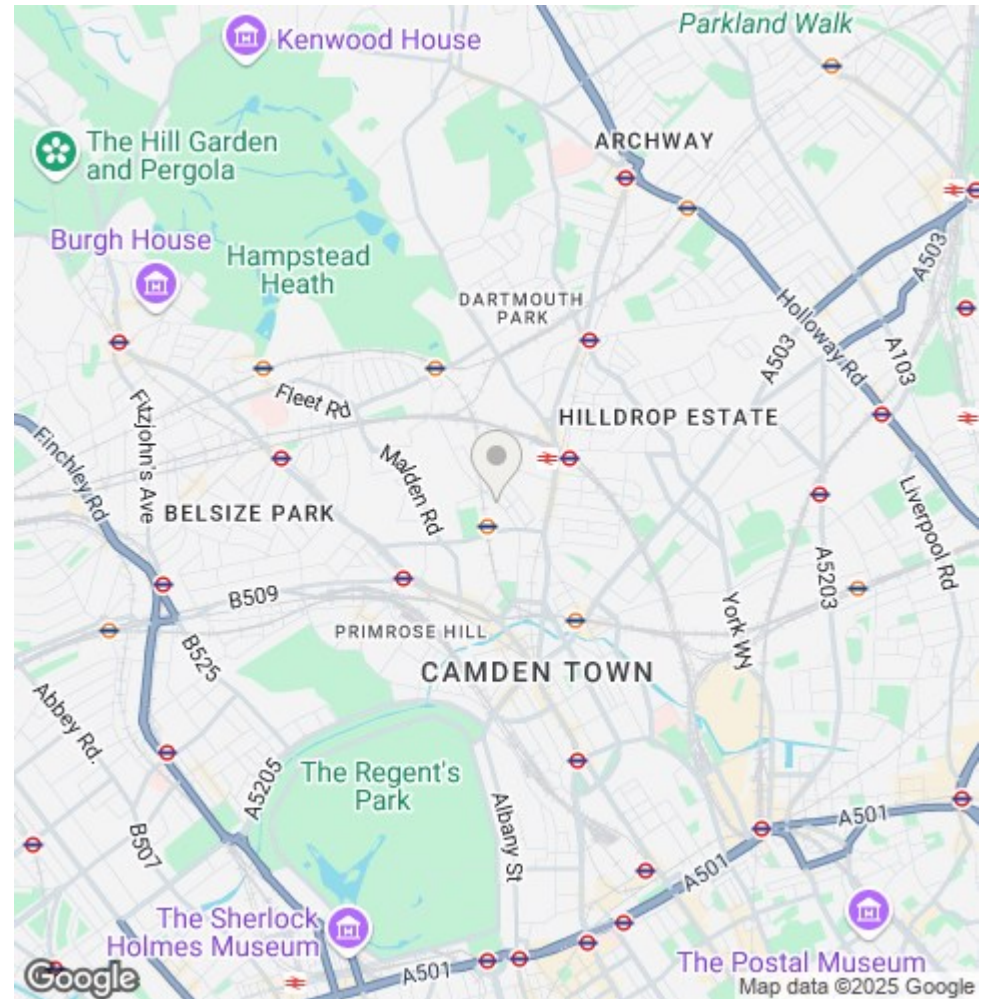 Parkland Walk
Kenwood House
The Hill Garden
and Pergola
ARCHWAY
Burgh House
Hampstead
Heath
A503
DARTMOUTH
PARK
Holloway Rd
A503
A103
Fleet Rd
Fitzjohn's Ave
HILLDROP ESTATE
Finchley Rd
Malden Rd
BELSIZE PARK
Liverpool Rd
A5203
B509
York Wy
PRIMROSE HILL
B525
CAMDEN TOWN
Abbey Rd.
The Regent's
Park
A5205
Albany St
B507
A501
A501
The Sherlock
Holmes Museum
The Postal Museum
A501
Google
Map data ©2025 Google